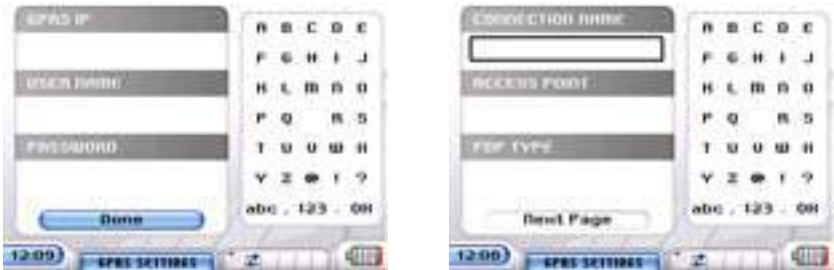 GPRS IP
USER NAME
PASSWORD
Done
A B C D E
F G H I J
K L M N O
P Q R S
T U V W X
Y Z @ ! ?
abc , 123 . OK
12:09
GPRS SETTINGS
CONNECTION NAME
ACCESS POINT
PDP TYPE
Next Page
A B C D E
F G H I J
K L M N O
P Q R S
T U V W X
Y Z @ ! ?
abc , 123 . OK
12:06
GPRS SETTINGS